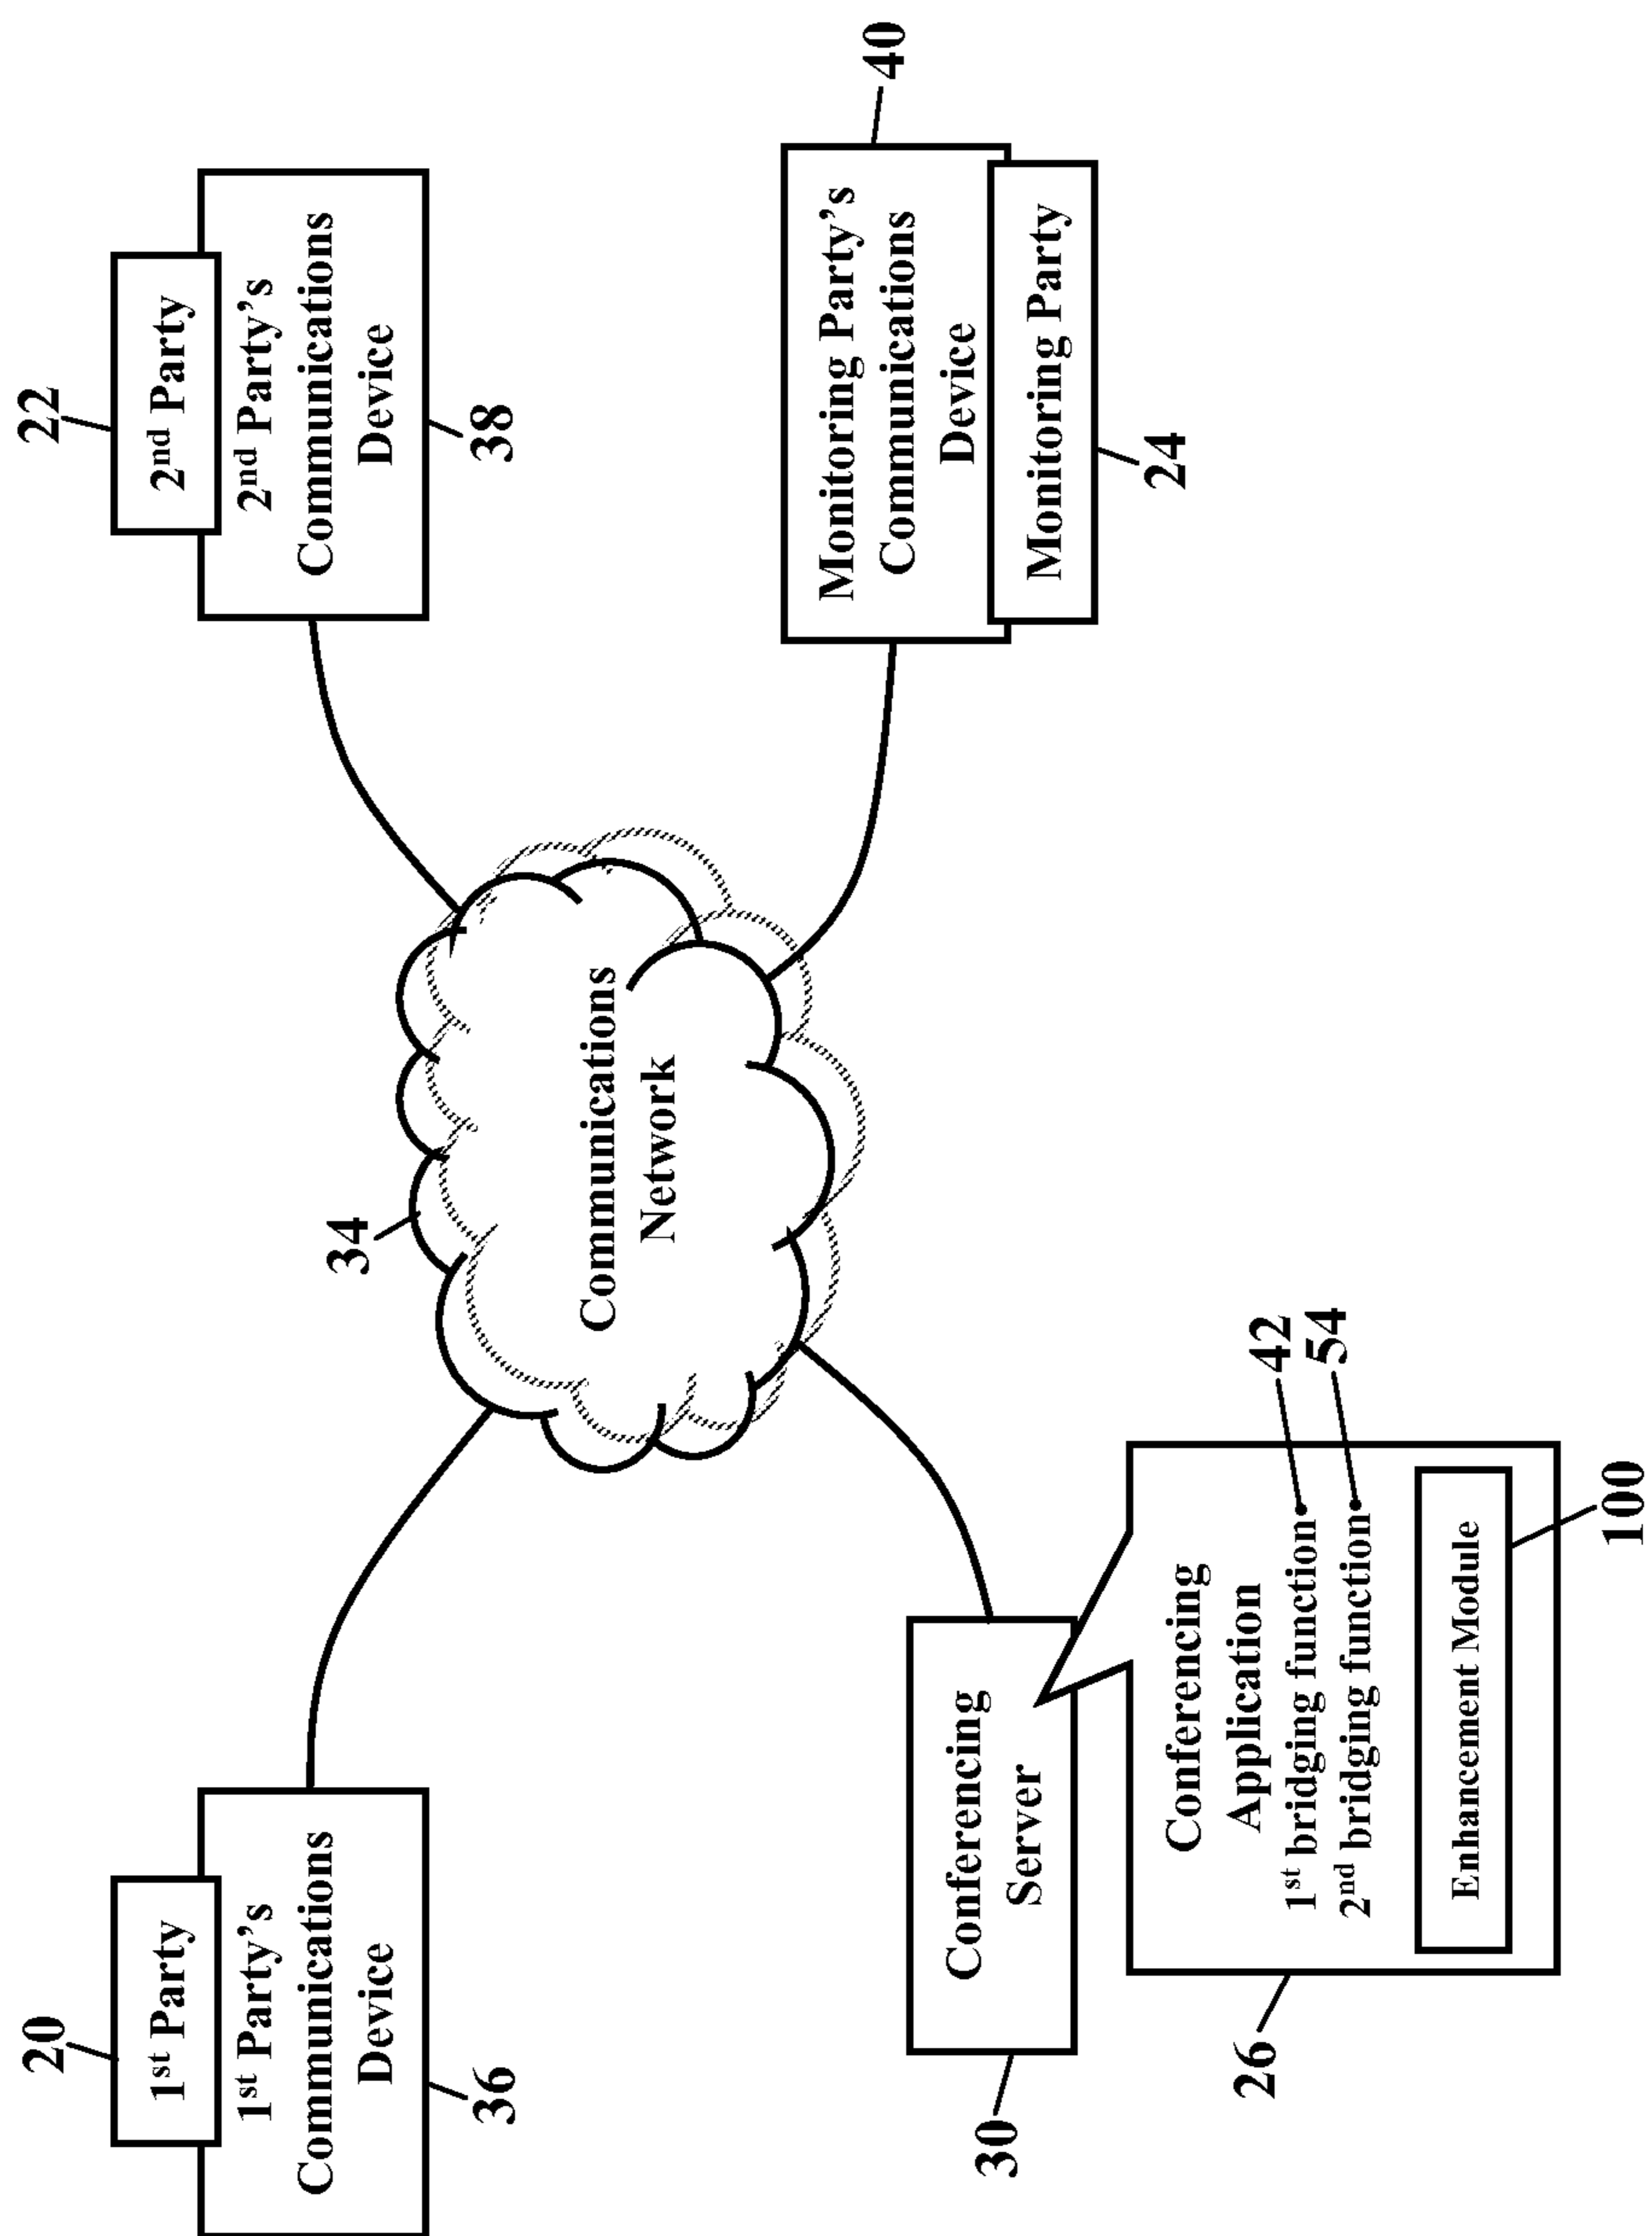 20
1st Party
1st Party's
Communications
Device
36
22
2nd Party
2nd Party's
Communications
Device
38
34
Communications
Network
Conferencing
Server
30
Conferencing
Application
1st bridging function
42
2nd bridging function
54
Enhancement Module
26
100
40
Monitoring Party's
Communications
Device
Monitoring Party
24